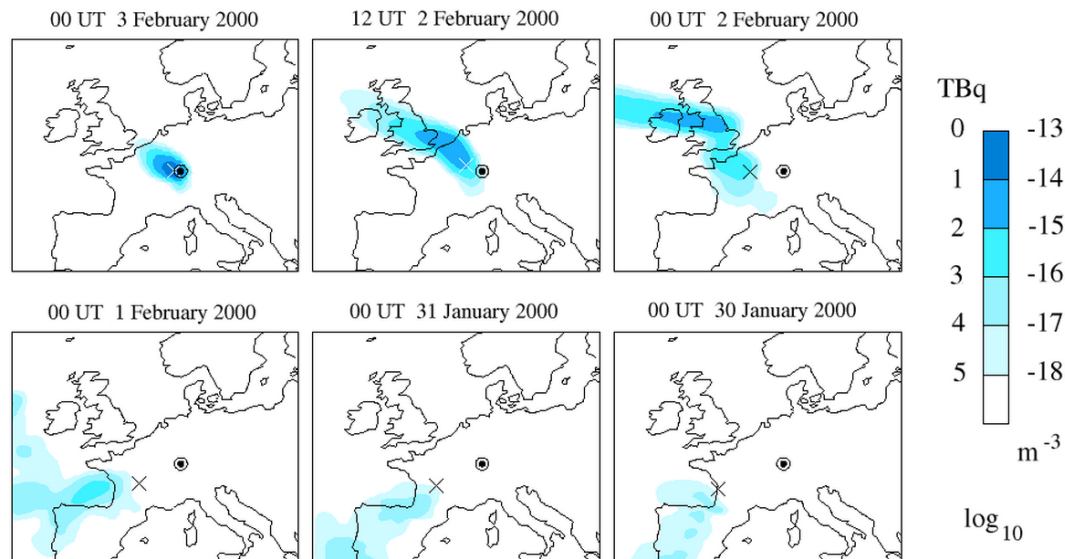 00 UT 3 February 2000
12 UT 2 February 2000
00 UT 2 February 2000
00 UT 1 February 2000
00 UT 31 January 2000
00 UT 30 January 2000
TBq
0 -13
1 -14
2 -15
3 -16
4 -17
5 -18
m-3
log10